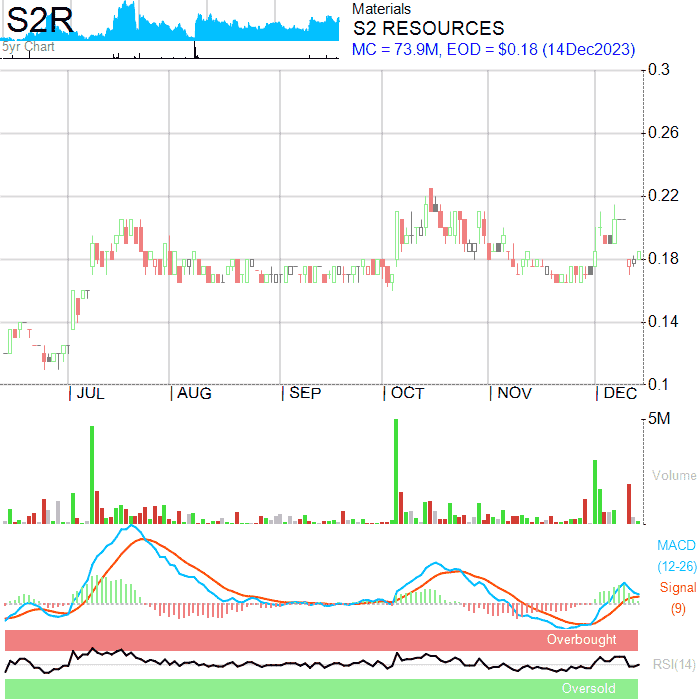 S2R
5yr Chart
Materials
S2 RESOURCES
MC = 73.9M, EOD = $0.18 (14Dec2023)
0.3
0.26
0.22
0.18
0.14
0.1
JUL
AUG
SEP
OCT
NOV
DEC
5M
Volume
MACD
(12-26)
Signal
(9)
Overbought
RSI(14)
Oversold